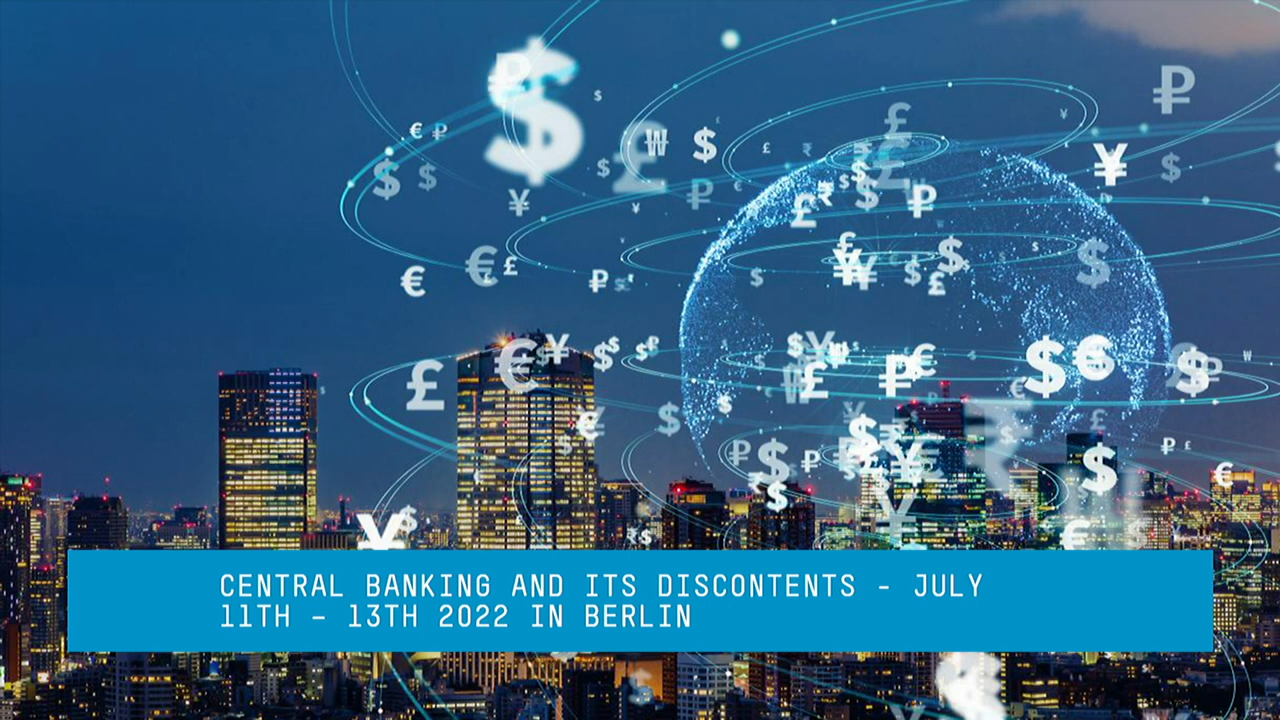 CENTRAL BANKING AND ITS DISCONTENTS - JULY
11TH – 13TH 2022 IN BERLIN